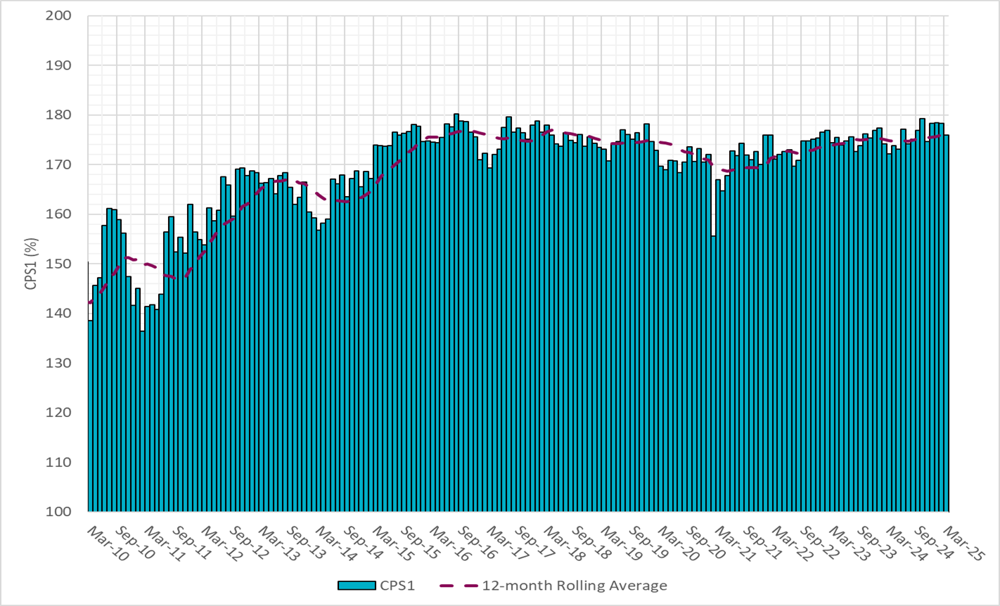 200
190
180
170
160
150
140
130
120
110
100
CPS1 (%)
Mar-10
Sep-10
Mar-11
Sep-11
Mar-12
Sep-12
Mar-13
Sep-13
Mar-14
Sep-14
Mar-15
Sep-15
Mar-16
Sep-16
Mar-17
Sep-17
Mar-18
Sep-18
Mar-19
Sep-19
Mar-20
Sep-20
Mar-21
Sep-21
Mar-22
Sep-22
Mar-23
Sep-23
Mar-24
Sep-24
Mar-25
CPS1
12-month Rolling Average